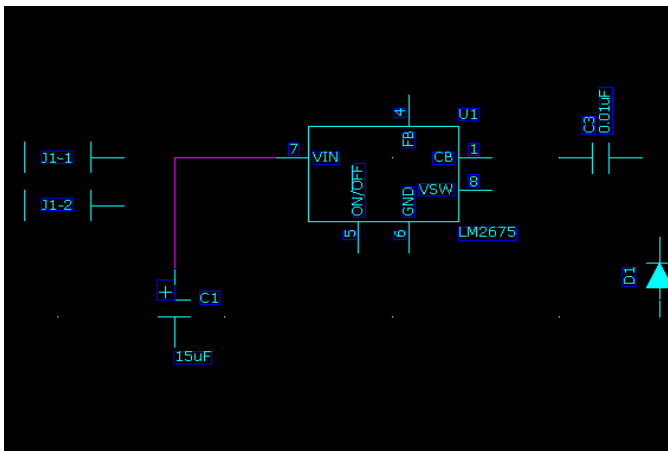 4
U1
C3
0.01uF
FB
J1-1
7
VIN
CB
1
ON/OFF
VSW
8
J1-2
GND
5
6
LM2675
D1
+
C1
15uF